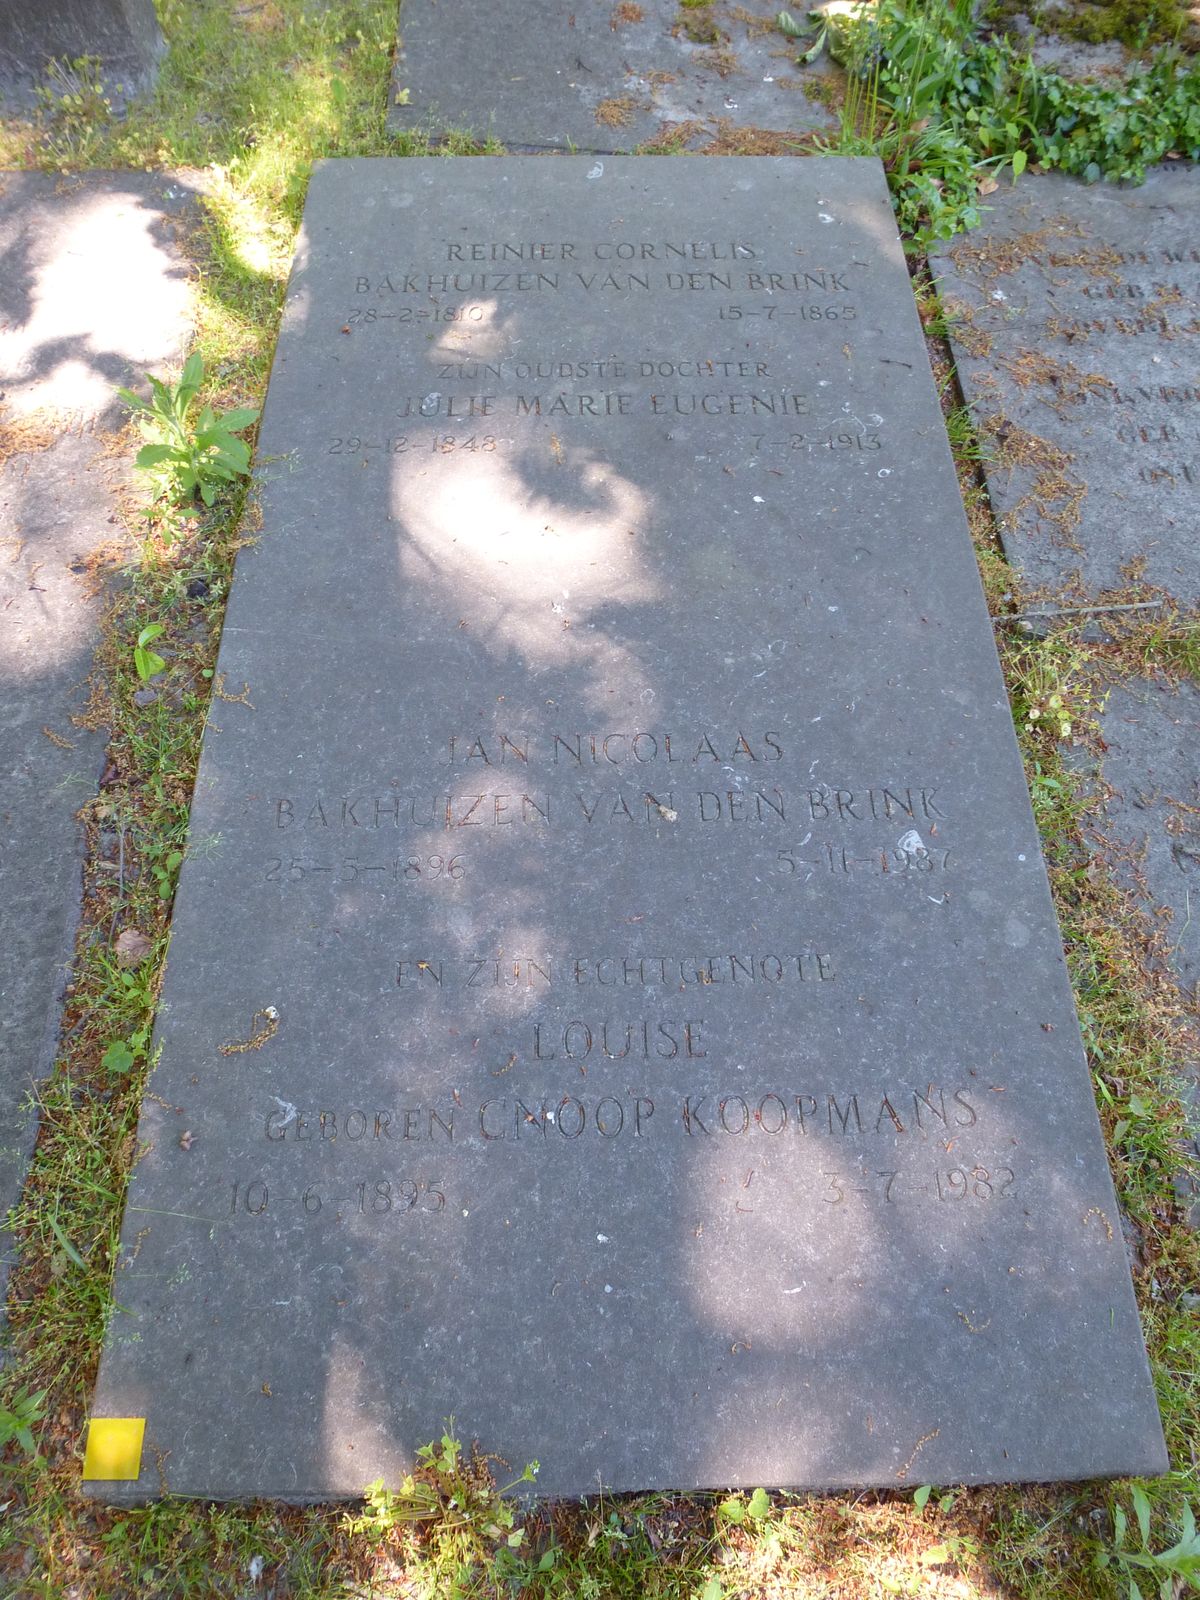 REINIER CORNELIS
BAKHUIZEN VAN DEN BRINK
28-2-1810 15-7-1865
ZIJN OUDSTE DOCHTER
JULIE MARIE EUGENIE
29-12-1848 7-2-1913
JAN NICOLAAS
BAKHUIZEN VAN DEN BRINK
25-5-1896 5-11-1987
EN ZIJN ECHTGENOTE
LOUISE
GEBOREN CNOOP KOOPMANS
10-6-1895 3-7-1982